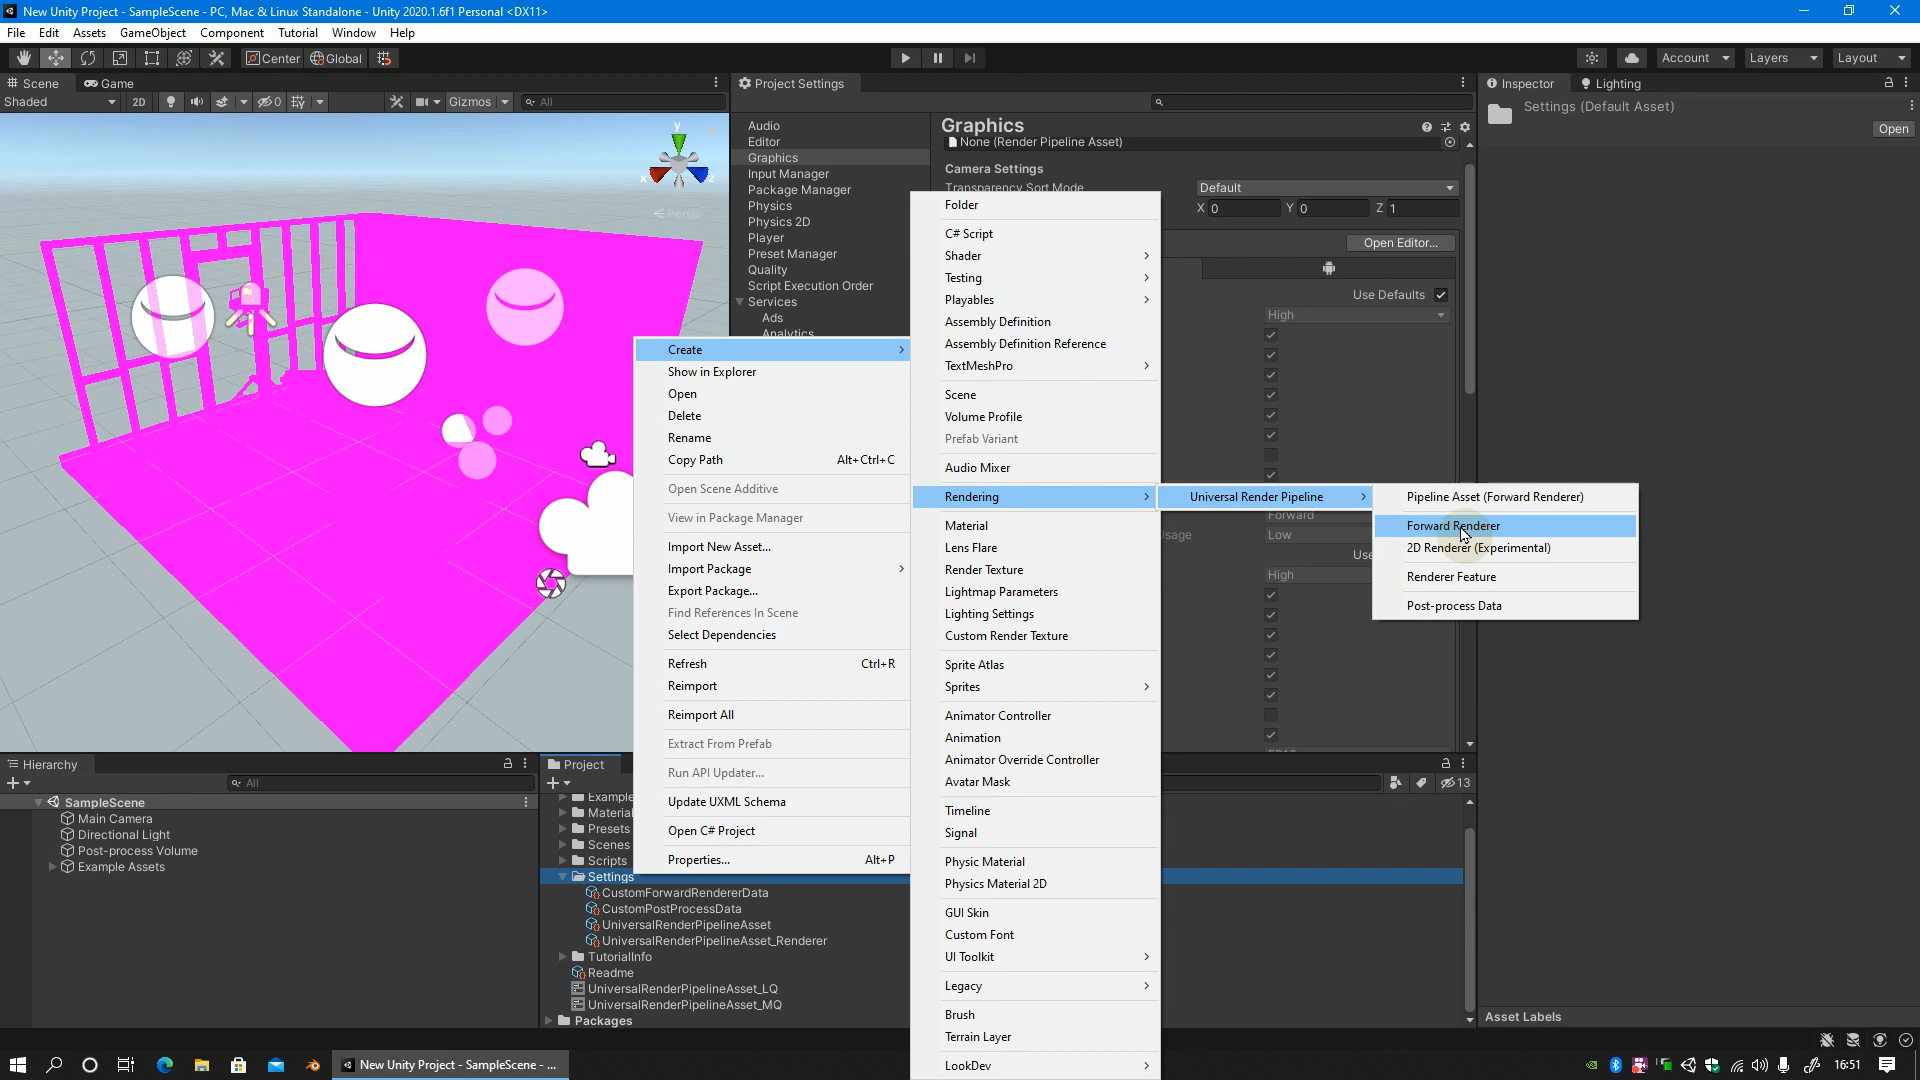 New Unity Project - SampleScene - PC, Mac & Linux Standalone - Unity 2020.1.6f1 Personal <DX11>
File Edit Assets GameObject Component Tutorial Window Help
Center Global Account Layers Layout
Scene Game Project Settings Inspector Lighting
Shaded 2D 0 Gizmos All
Settings (Default Asset)
Open
Audio
Editor
Graphics
Input Manager
Package Manager
Physics
Physics 2D
Player
Preset Manager
Quality
Script Execution Order
Services
Ads
Analytics
Graphics
None (Render Pipeline Asset)
Camera Settings
Transparency Sort Mode Default
X 0 Y 0 Z 1
Open Editor...
Use Defaults
High
Forward
Low
High
y
x
Persp
Create
Show in Explorer
Open
Delete
Rename
Copy Path Alt+Ctrl+C
Open Scene Additive
View in Package Manager
Import New Asset...
Import Package
Export Package...
Find References In Scene
Select Dependencies
Refresh Ctrl+R
Reimport
Reimport All
Extract From Prefab
Run API Updater...
Update UXML Schema
Open C# Project
Properties... Alt+P
Folder
C# Script
Shader
Testing
Playables
Assembly Definition
Assembly Definition Reference
TextMeshPro
Scene
Volume Profile
Prefab Variant
Audio Mixer
Rendering
Material
Lens Flare
Render Texture
Lightmap Parameters
Lighting Settings
Custom Render Texture
Sprite Atlas
Sprites
Animator Controller
Animation
Animator Override Controller
Avatar Mask
Timeline
Signal
Physic Material
Physics Material 2D
GUI Skin
Custom Font
UI Toolkit
Legacy
Brush
Terrain Layer
LookDev
Universal Render Pipeline
Pipeline Asset (Forward Renderer)
Forward Renderer
2D Renderer (Experimental)
Renderer Feature
Post-process Data
Hierarchy
All
SampleScene
Main Camera
Directional Light
Post-process Volume
Example Assets
Project
13
Example
Material
Presets
Scenes
Scripts
Settings
CustomForwardRendererData
CustomPostProcessData
UniversalRenderPipelineAsset
UniversalRenderPipelineAsset_Renderer
TutorialInfo
Readme
UniversalRenderPipelineAsset_LQ
UniversalRenderPipelineAsset_MQ
Packages
Asset Labels
New Unity Project - SampleScene - ...
16:51